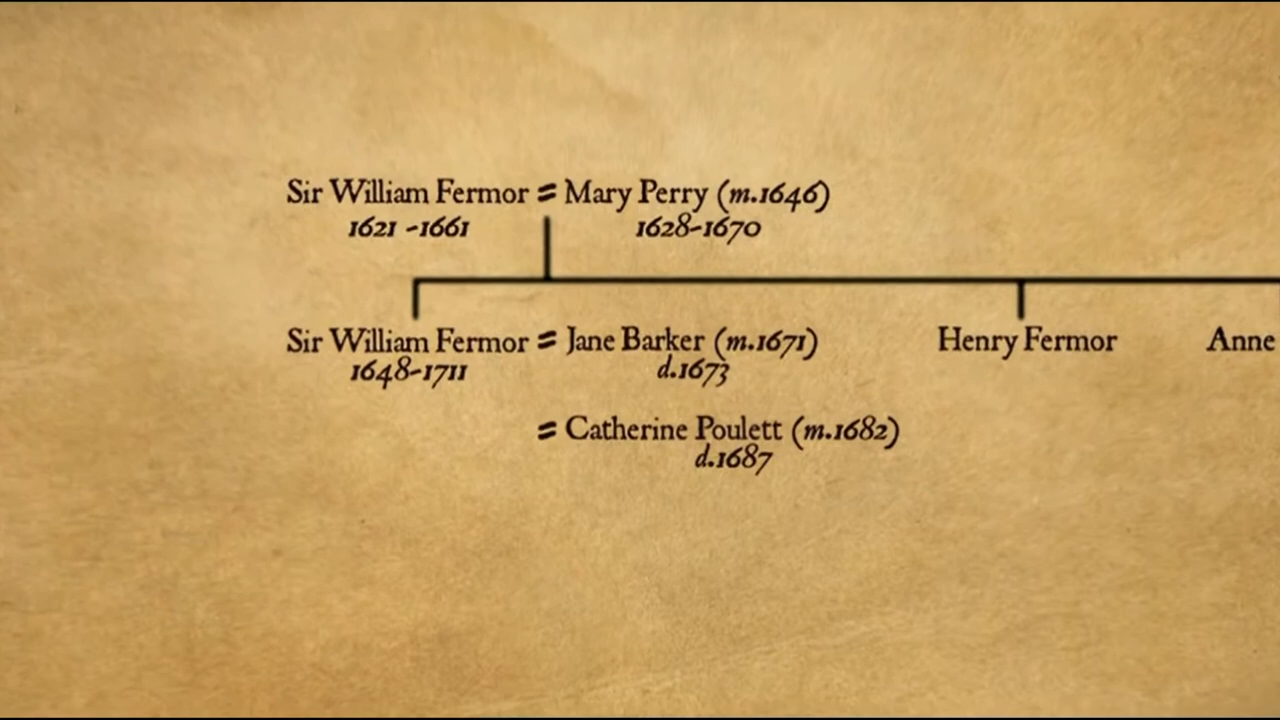 Sir William Fermor = Mary Perry (m.1646)
1621 -1661 1628-1670
Sir William Fermor = Jane Barker (m.1671) Henry Fermor Anne
1648-1711 d.1673
= Catherine Poulett (m.1682)
d.1687